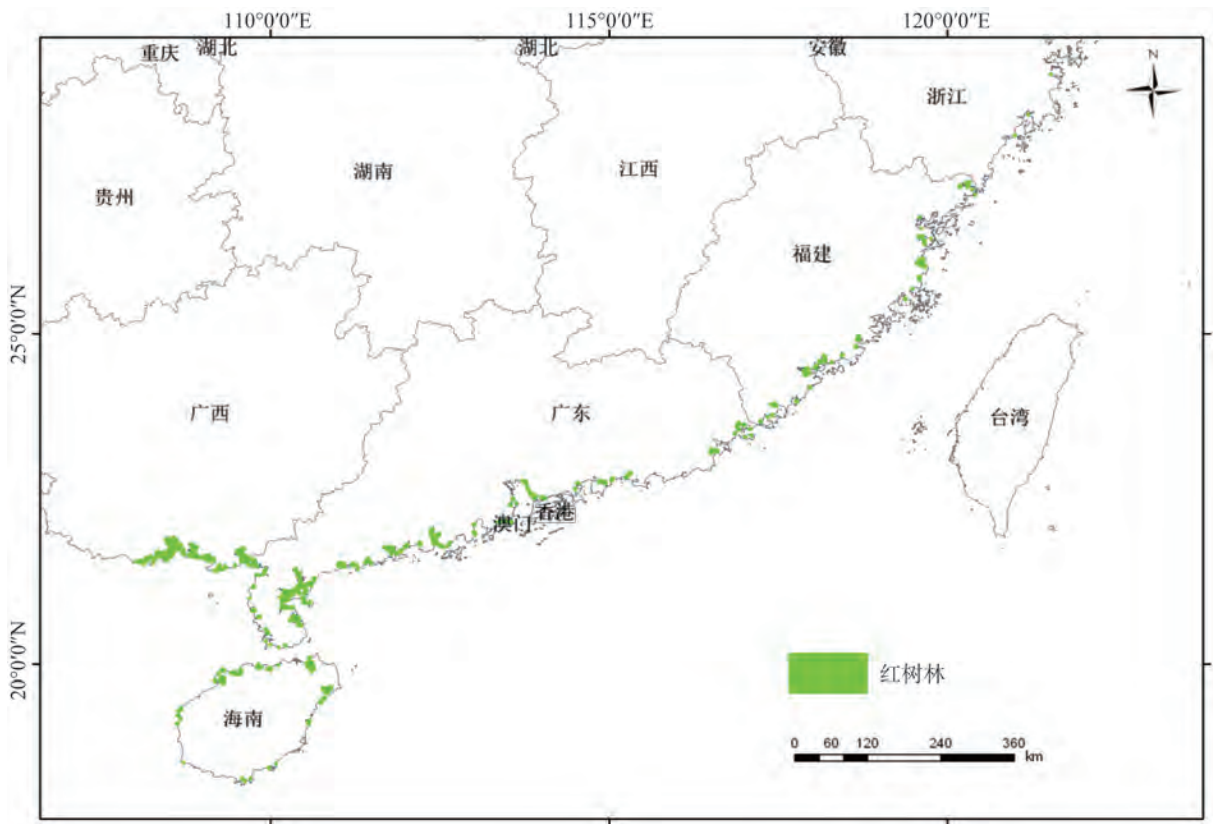 110°0′0″E
115°0′0″E
120°0′0″E
重庆
湖北
湖北
安徽
N
浙江
贵州
湖南
江西
福建
25°0′0″N
广西
广东
台湾
澳门
香港
20°0′0″N
红树林
海南
0 60 120 240 360
km